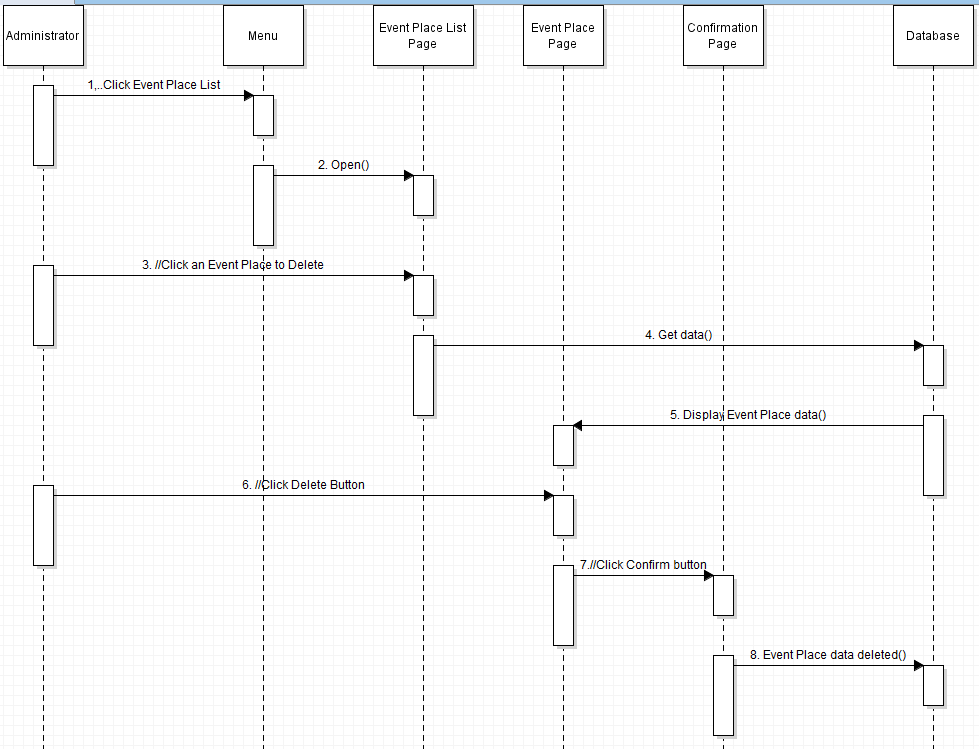 Administrator
Menu
Event Place List
Page
Event Place
Page
Confirmation
Page
Database
1,..Click Event Place List
2. Open()
3. //Click an Event Place to Delete
4. Get data()
5. Display Event Place data()
6. //Click Delete Button
7.//Click Confirm button
8. Event Place data deleted()